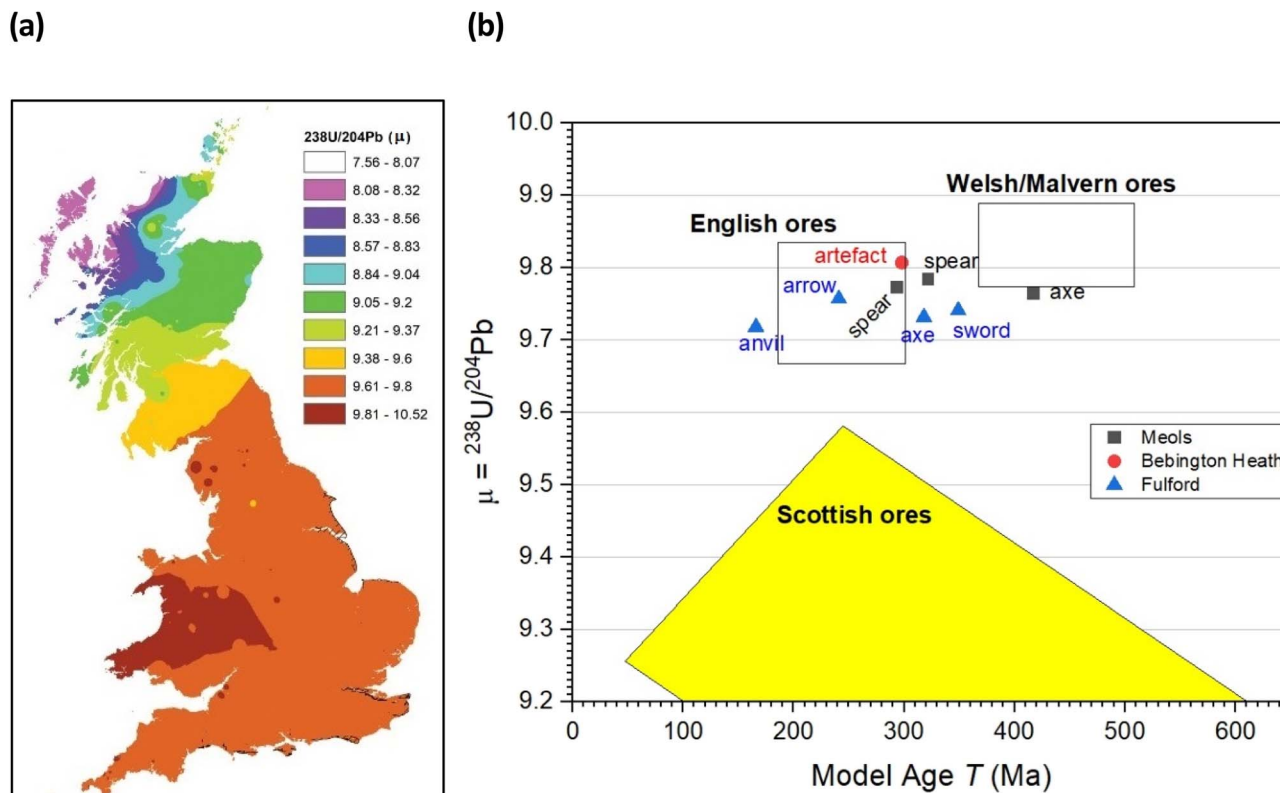 (a)
(b)
238U/204Pb (μ)
7.56 - 8.07
8.08 - 8.32
8.33 - 8.56
8.57 - 8.83
8.84 - 9.04
9.05 - 9.2
9.21 - 9.37
9.38 - 9.6
9.61 - 9.8
9.81 - 10.52
μ = ²³⁸U/²⁰⁴Pb
10.0
9.9
9.8
9.7
9.6
9.5
9.4
9.3
9.2
Welsh/Malvern ores
English ores
artefact
spear
arrow
spear
axe
anvil
axe
sword
Meols
Bebington Heath
Fulford
Scottish ores
0 100 200 300 400 500 600
Model Age T (Ma)